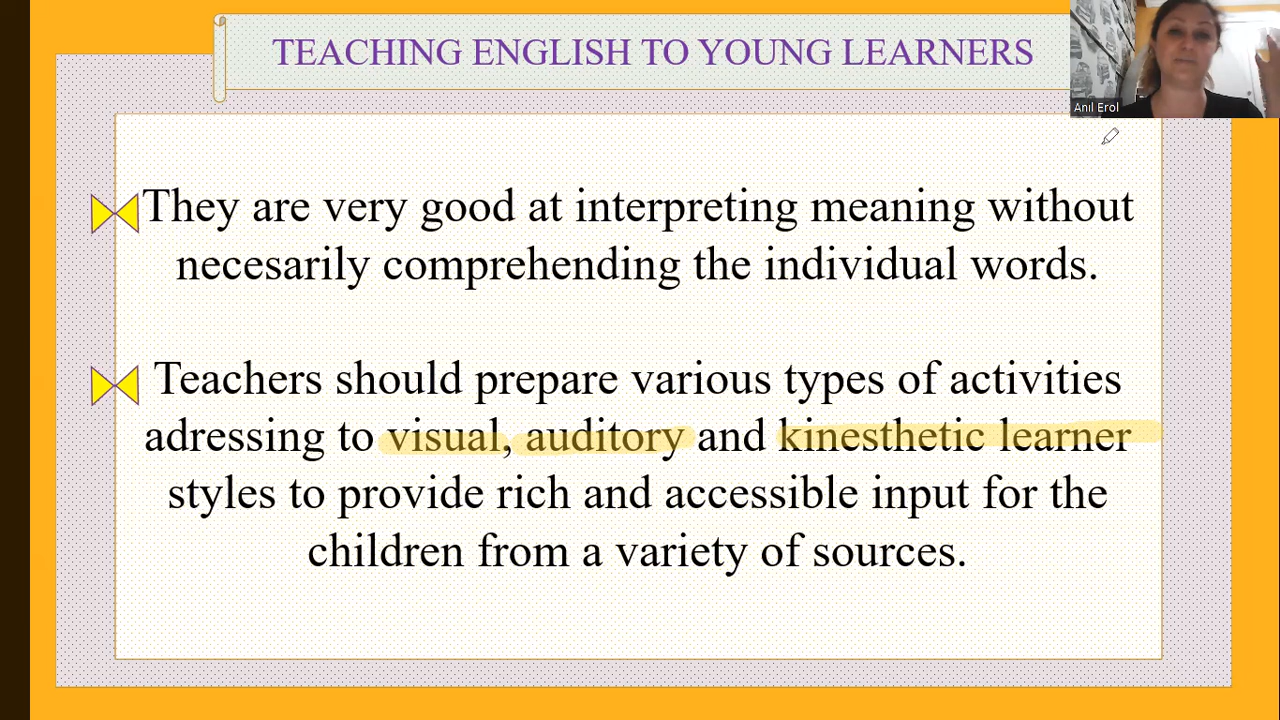 TEACHING ENGLISH TO YOUNG LEARNERS
Anıl Erol
They are very good at interpreting meaning without
necesarily comprehending the individual words.
Teachers should prepare various types of activities
adressing to visual, auditory and kinesthetic learner
styles to provide rich and accessible input for the
children from a variety of sources.